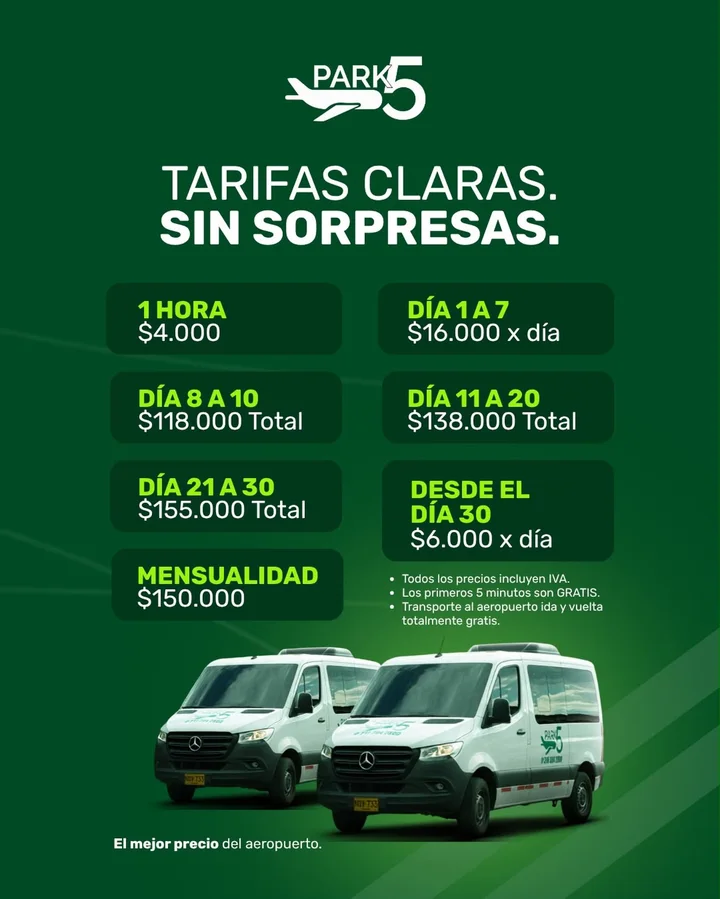 PARK5
TARIFAS CLARAS.
SIN SORPRESAS.
1 HORA
$4.000
DÍA 1 A 7
$16.000 x día
DÍA 8 A 10
$118.000 Total
DÍA 11 A 20
$138.000 Total
DÍA 21 A 30
$155.000 Total
DESDE EL
DÍA 30
$6.000 x día
MENSUALIDAD
$150.000
• Todos los precios incluyen IVA.
• Los primeros 5 minutos son GRATIS.
• Transporte al aeropuerto ida y vuelta
totalmente gratis.
PARK5
El mejor precio del aeropuerto.